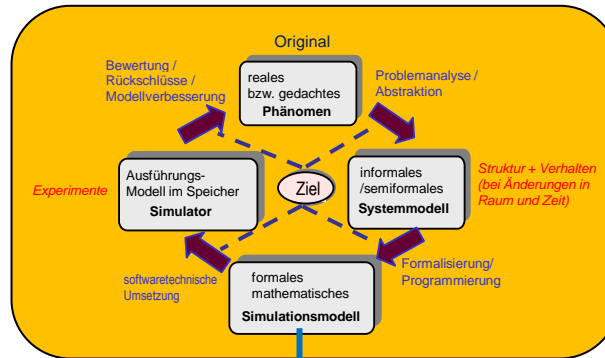 Original
Bewertung /
Rückschlüsse /
Modellverbesserung
reales
bzw. gedachtes
Phänomen
Problemanalyse /
Abstraktion
Experimente
Ausführungs-
Modell im Speicher
Simulator
Ziel
informales
/semiformales
Systemmodell
Struktur + Verhalten
(bei Änderungen in
Raum und Zeit)
softwaretechnische
Umsetzung
formales
mathematisches
Simulationsmodell
Formalisierung/
Programmierung